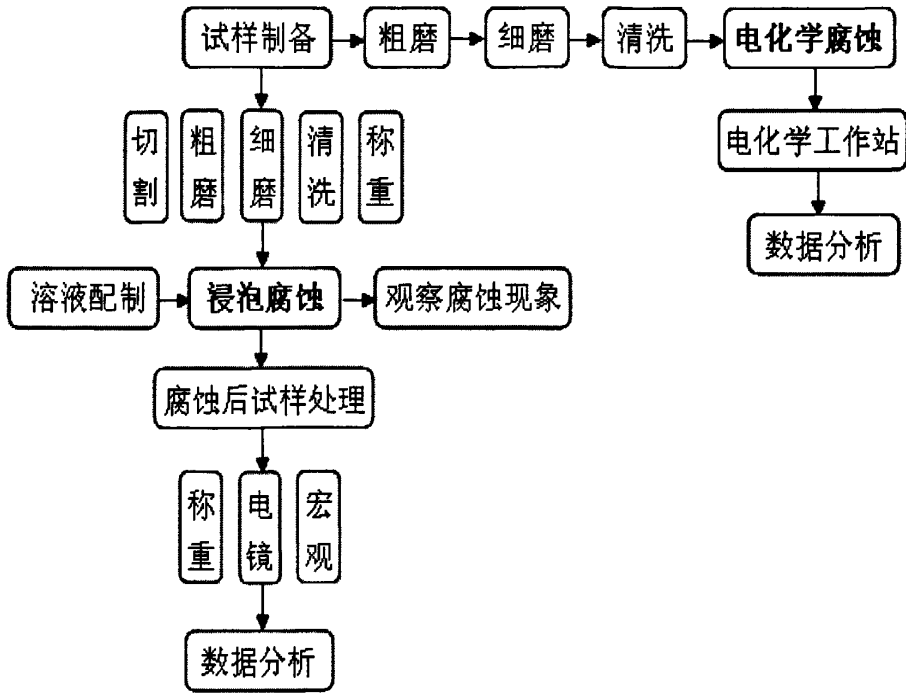 试样制备
粗磨
细磨
清洗
电化学腐蚀
切割
粗磨
细磨
清洗
称重
电化学工作站
数据分析
溶液配制
浸泡腐蚀
观察腐蚀现象
腐蚀后试样处理
称重
电镜
宏观
数据分析